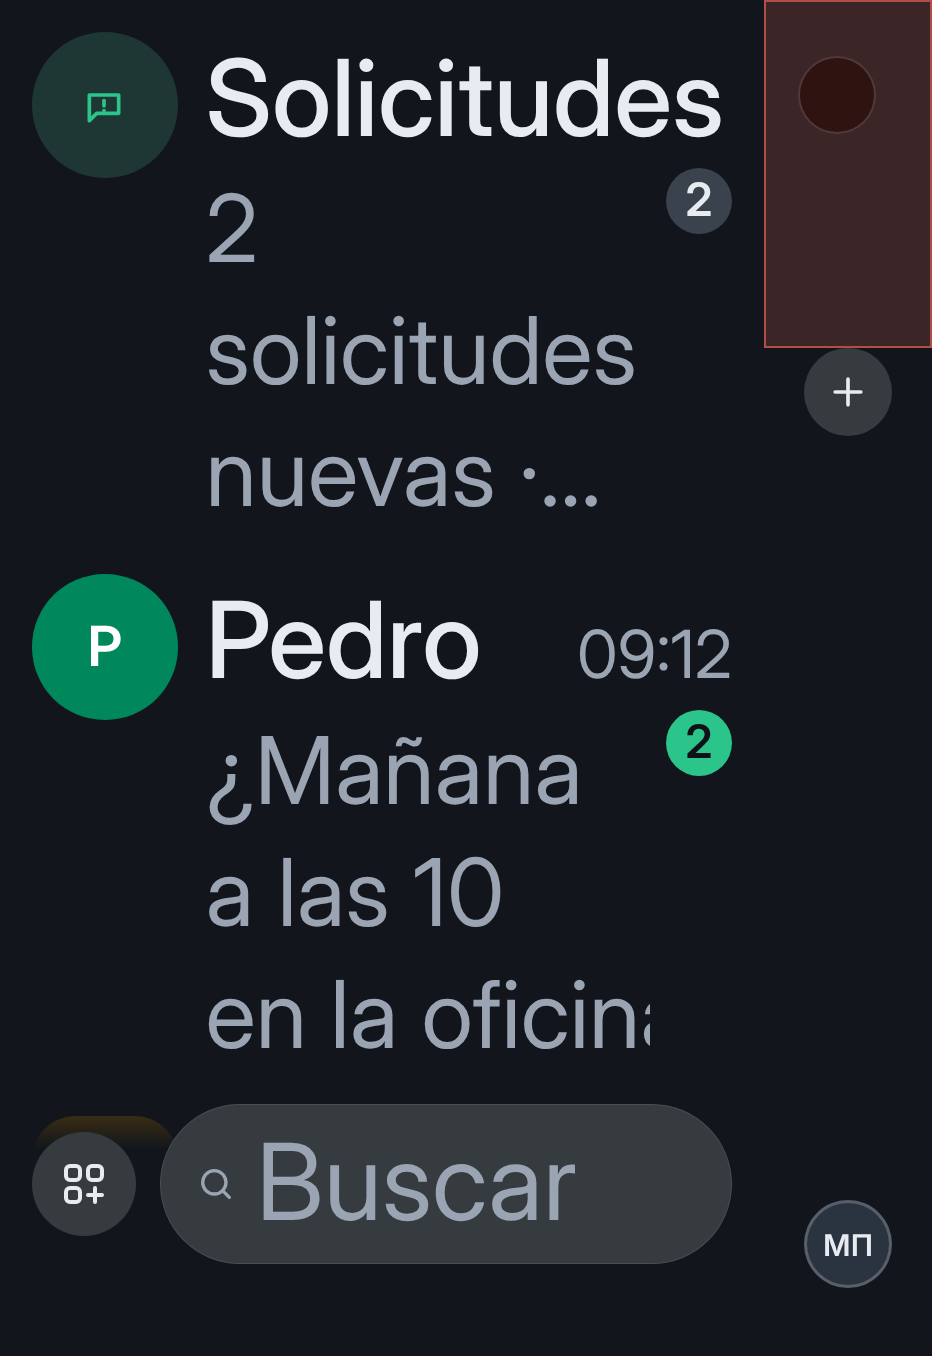 Solicitudes
2
2
solicitudes
nuevas ·...
P
Pedro
09:12
¿Mañana
2
a las 10
en la oficina
Buscar
МП